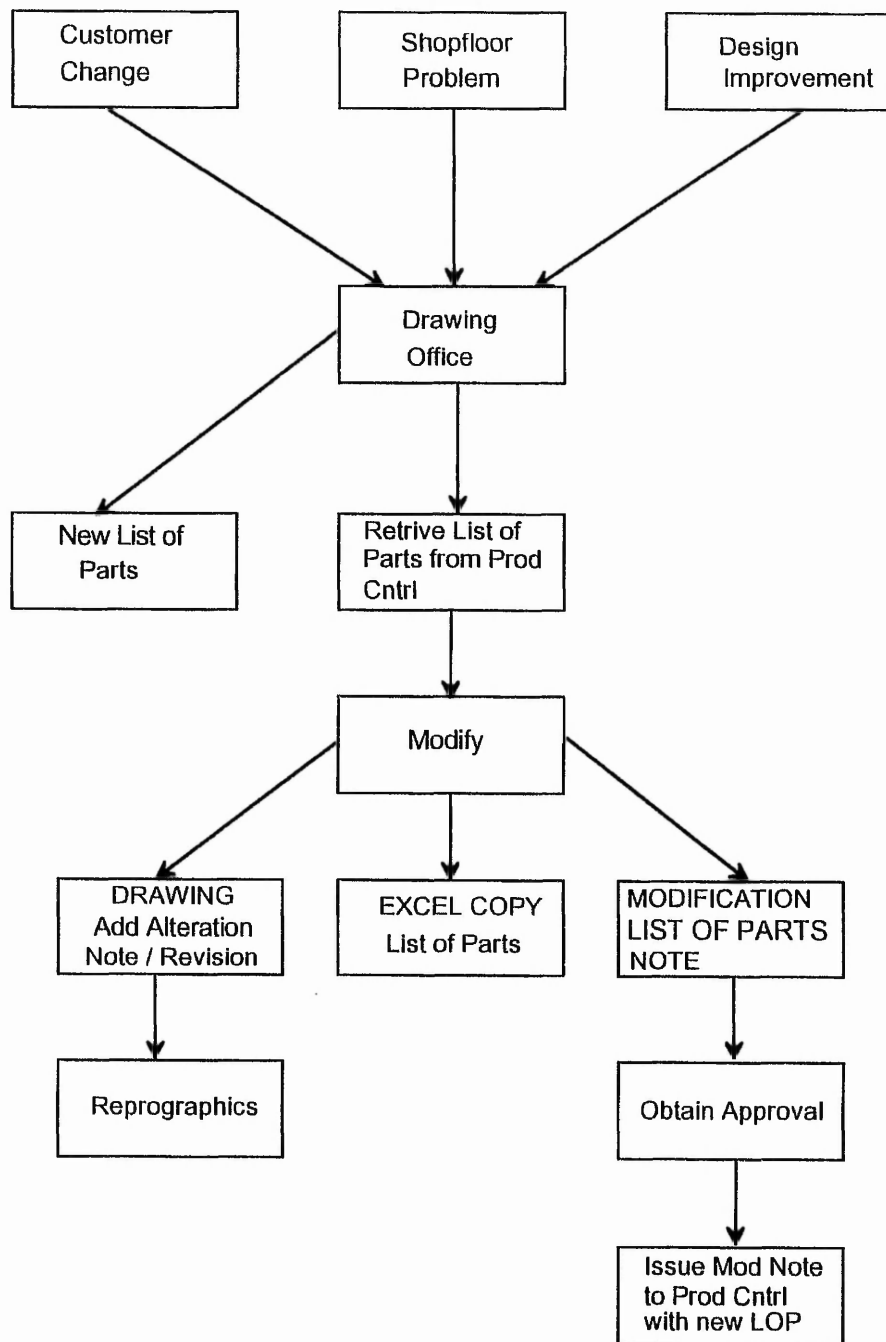 Customer
Change
Shopfloor
Problem
Design
Improvement
Drawing
Office
New List of
Parts
Retrive List of
Parts from Prod
Cntrl
Modify
DRAWING
Add Alteration
Note / Revision
EXCEL COPY
List of Parts
MODIFICATION
LIST OF PARTS
NOTE
Reprographics
Obtain Approval
Issue Mod Note
to Prod Cntrl
with new LOP